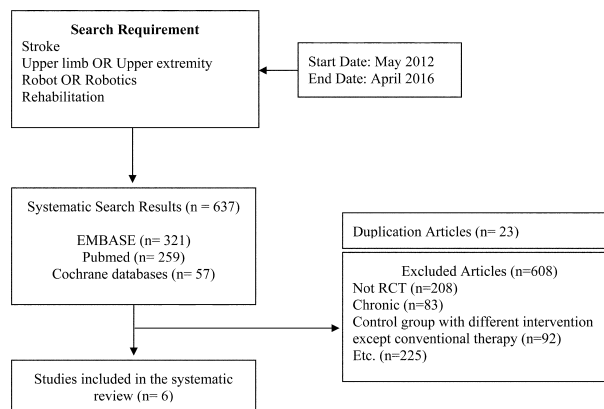 Search Requirement
Stroke
Upper limb OR Upper extremity
Robot OR Robotics
Rehabilitation
Start Date: May 2012
End Date: April 2016
Systematic Search Results (n = 637)
EMBASE (n= 321)
Pubmed (n= 259)
Cochrane databases (n= 57)
Duplication Articles (n= 23)
Excluded Articles (n=608)
Not RCT (n=208)
Chronic (n=83)
Control group with different intervention
except conventional therapy (n=92)
Etc. (n=225)
Studies included in the systematic
review (n= 6)